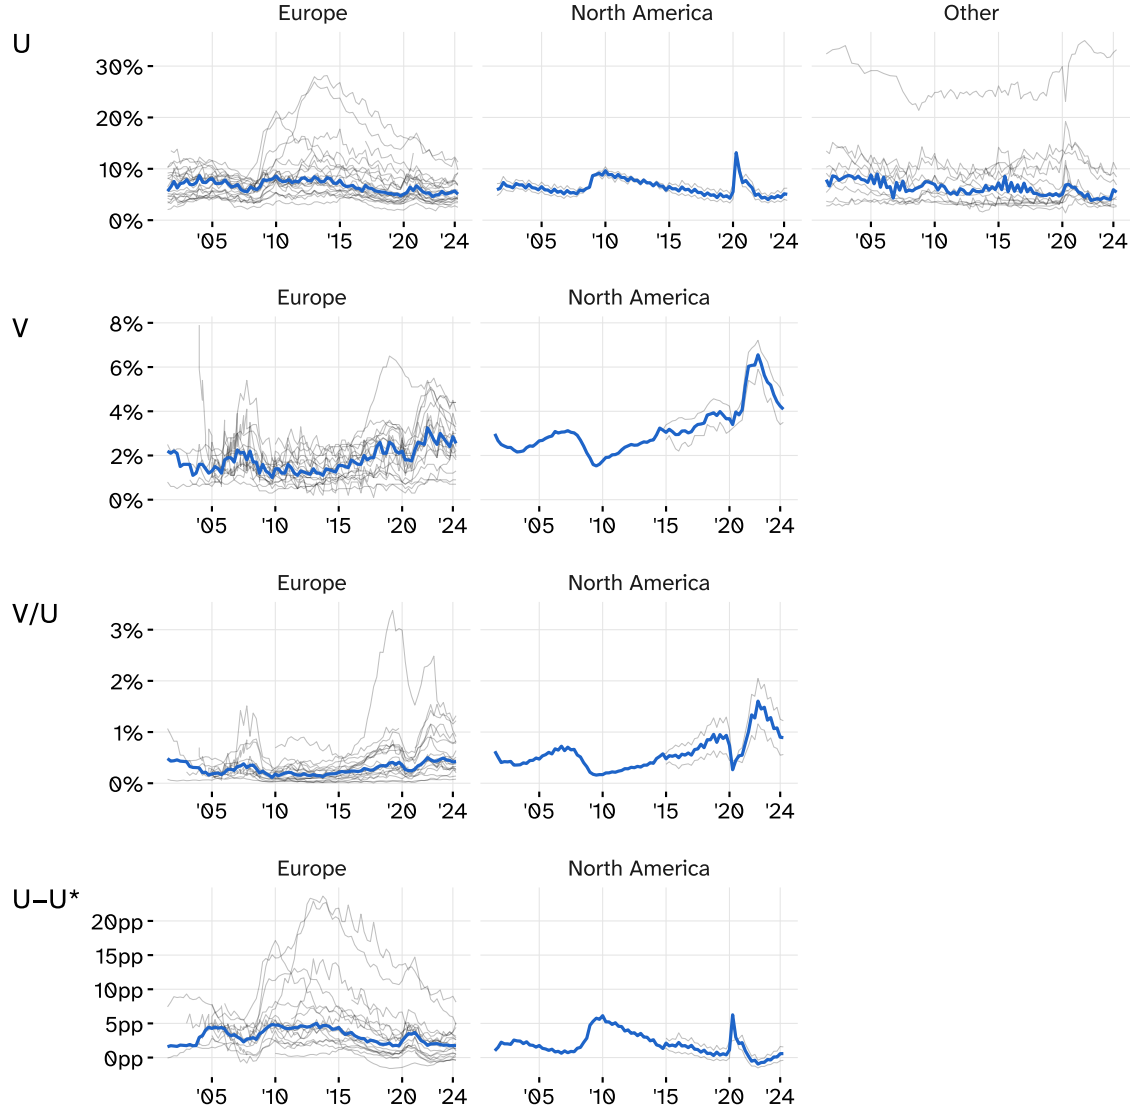 Europe North America Other
U
30%
20%
10%
0%
'05 '10 '15 '20 '24 '05 '10 '15 '20 '24 '05 '10 '15 '20 '24
Europe North America
V
8%
6%
4%
2%
0%
'05 '10 '15 '20 '24 '05 '10 '15 '20 '24
Europe North America
V/U
3%
2%
1%
0%
'05 '10 '15 '20 '24 '05 '10 '15 '20 '24
Europe North America
U–U*
20pp
15pp
10pp
5pp
0pp
'05 '10 '15 '20 '24 '05 '10 '15 '20 '24